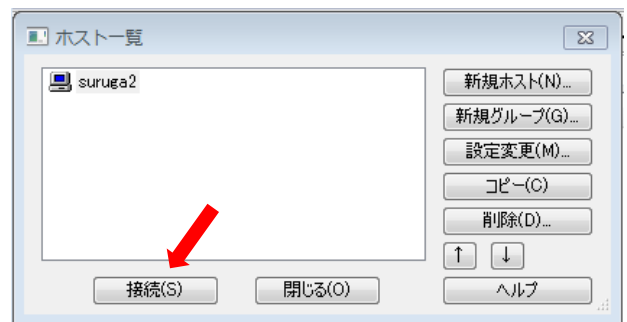 ホスト一覧
suruga2
新規ホスト(N)...
新規グループ(G)...
設定変更(M)...
コピー(C)
削除(D)...
↑ ↓
接続(S) 閉じる(O) ヘルプ